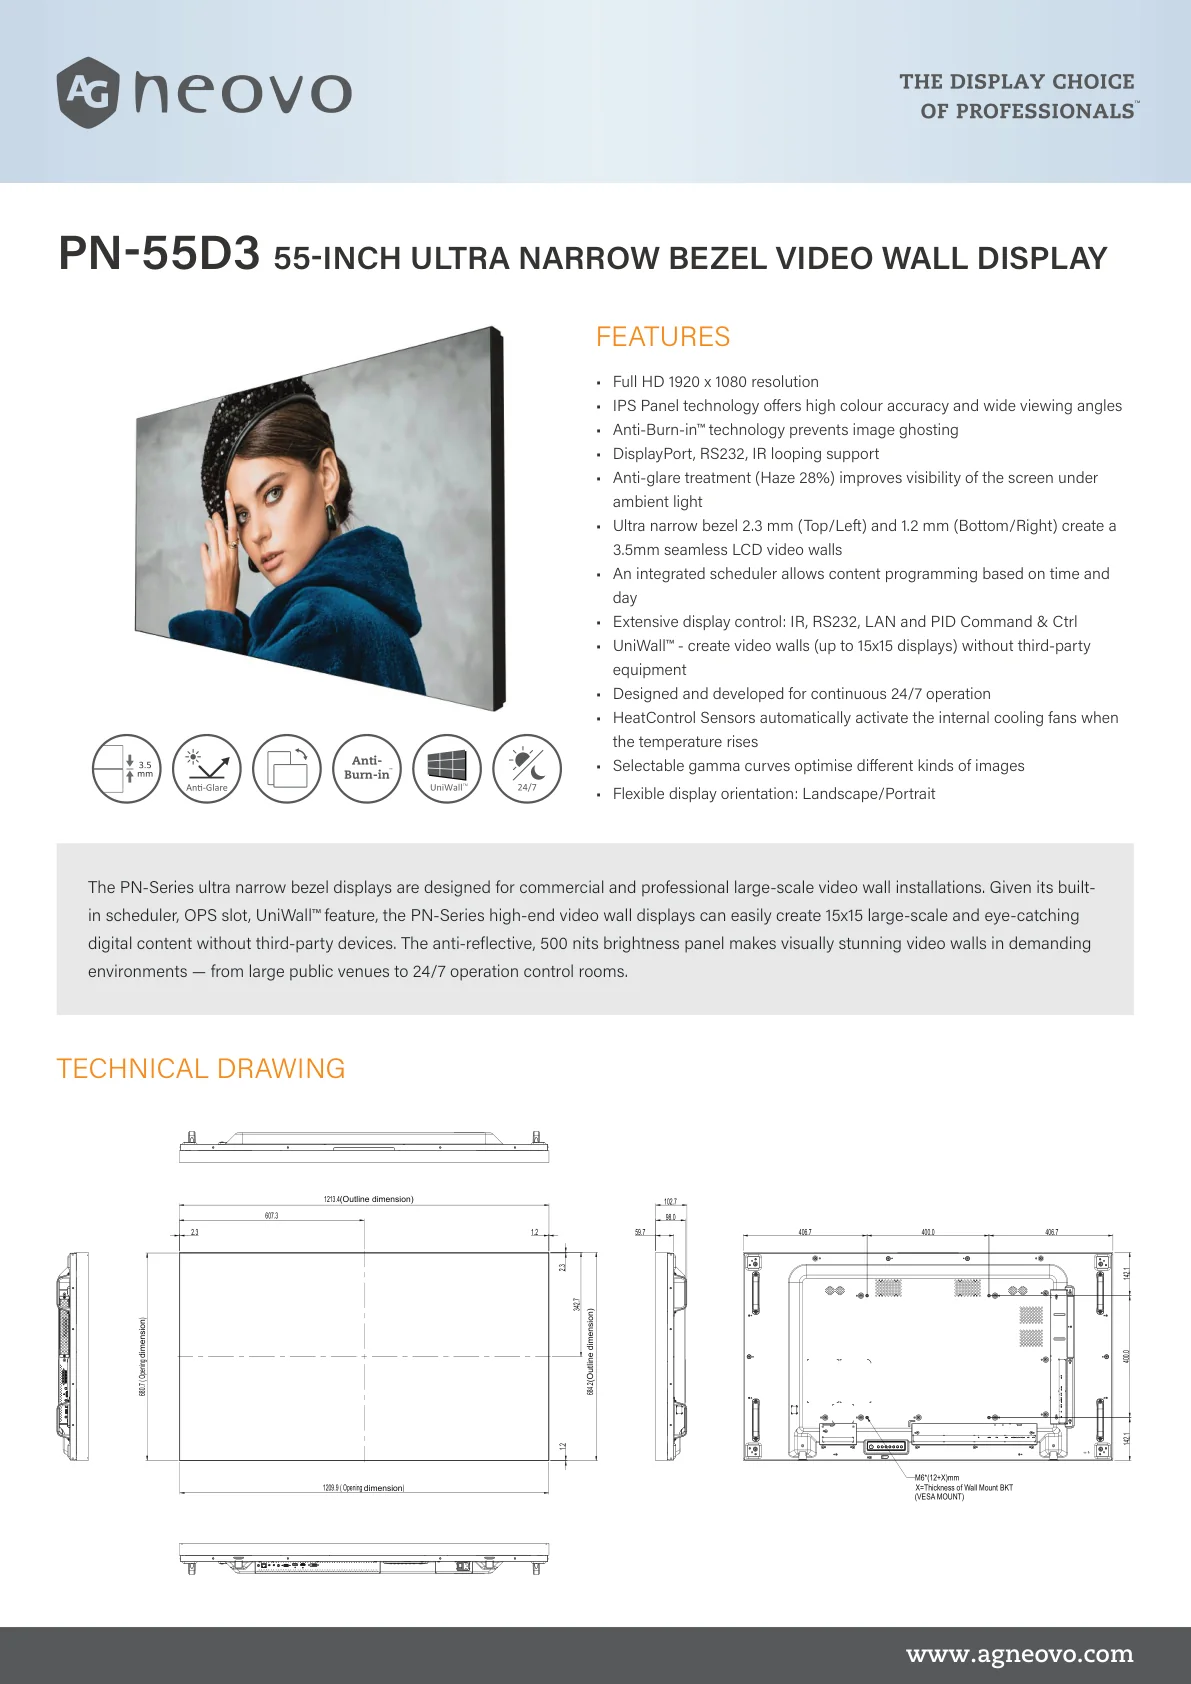 AG neovo
THE DISPLAY CHOICE
OF PROFESSIONALS™
PN-55D3 55-INCH ULTRA NARROW BEZEL VIDEO WALL DISPLAY
FEATURES
• Full HD 1920 x 1080 resolution
• IPS Panel technology offers high colour accuracy and wide viewing angles
• Anti-Burn-in™ technology prevents image ghosting
• DisplayPort, RS232, IR looping support
• Anti-glare treatment (Haze 28%) improves visibility of the screen under
ambient light
• Ultra narrow bezel 2.3 mm (Top/Left) and 1.2 mm (Bottom/Right) create a
3.5mm seamless LCD video walls
• An integrated scheduler allows content programming based on time and
day
• Extensive display control: IR, RS232, LAN and PID Command & Ctrl
• UniWall™ - create video walls (up to 15x15 displays) without third-party
equipment
• Designed and developed for continuous 24/7 operation
• HeatControl Sensors automatically activate the internal cooling fans when
the temperature rises
• Selectable gamma curves optimise different kinds of images
• Flexible display orientation: Landscape/Portrait
3.5
mm
Anti-Glare
Anti-
Burn-in™
UniWall™
24/7
The PN-Series ultra narrow bezel displays are designed for commercial and professional large-scale video wall installations. Given its built-
in scheduler, OPS slot, UniWall™ feature, the PN-Series high-end video wall displays can easily create 15x15 large-scale and eye-catching
digital content without third-party devices. The anti-reflective, 500 nits brightness panel makes visually stunning video walls in demanding
environments — from large public venues to 24/7 operation control rooms.
TECHNICAL DRAWING
1213.4(Outline dimension)
607.3
2.3
1.2
680.7 ( Opening dimension)
2.3
342.7
684.2(Outline dimension)
1.2
1209.9 ( Opening dimension)
102.7
98.0
59.7
406.7
400.0
406.7
142.1
400.0
142.1
M6*(12+X)mm
X=Thickness of Wall Mount BKT
(VESA MOUNT)
www.agneovo.com